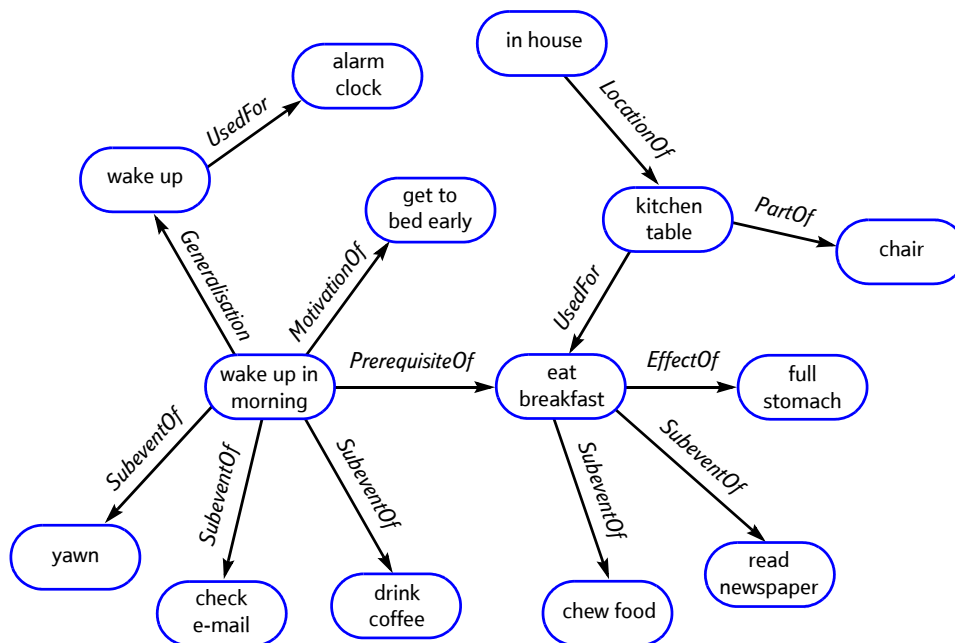 in house
alarm
clock
UsedFor
LocationOf
wake up
get to
bed early
kitchen
table
PartOf
chair
Generalisation
MotivationOf
UsedFor
wake up in
morning
PrerequisiteOf
eat
breakfast
EffectOf
full
stomach
SubeventOf
SubeventOf
SubeventOf
SubeventOf
SubeventOf
yawn
check
e-mail
drink
coffee
chew food
read
newspaper